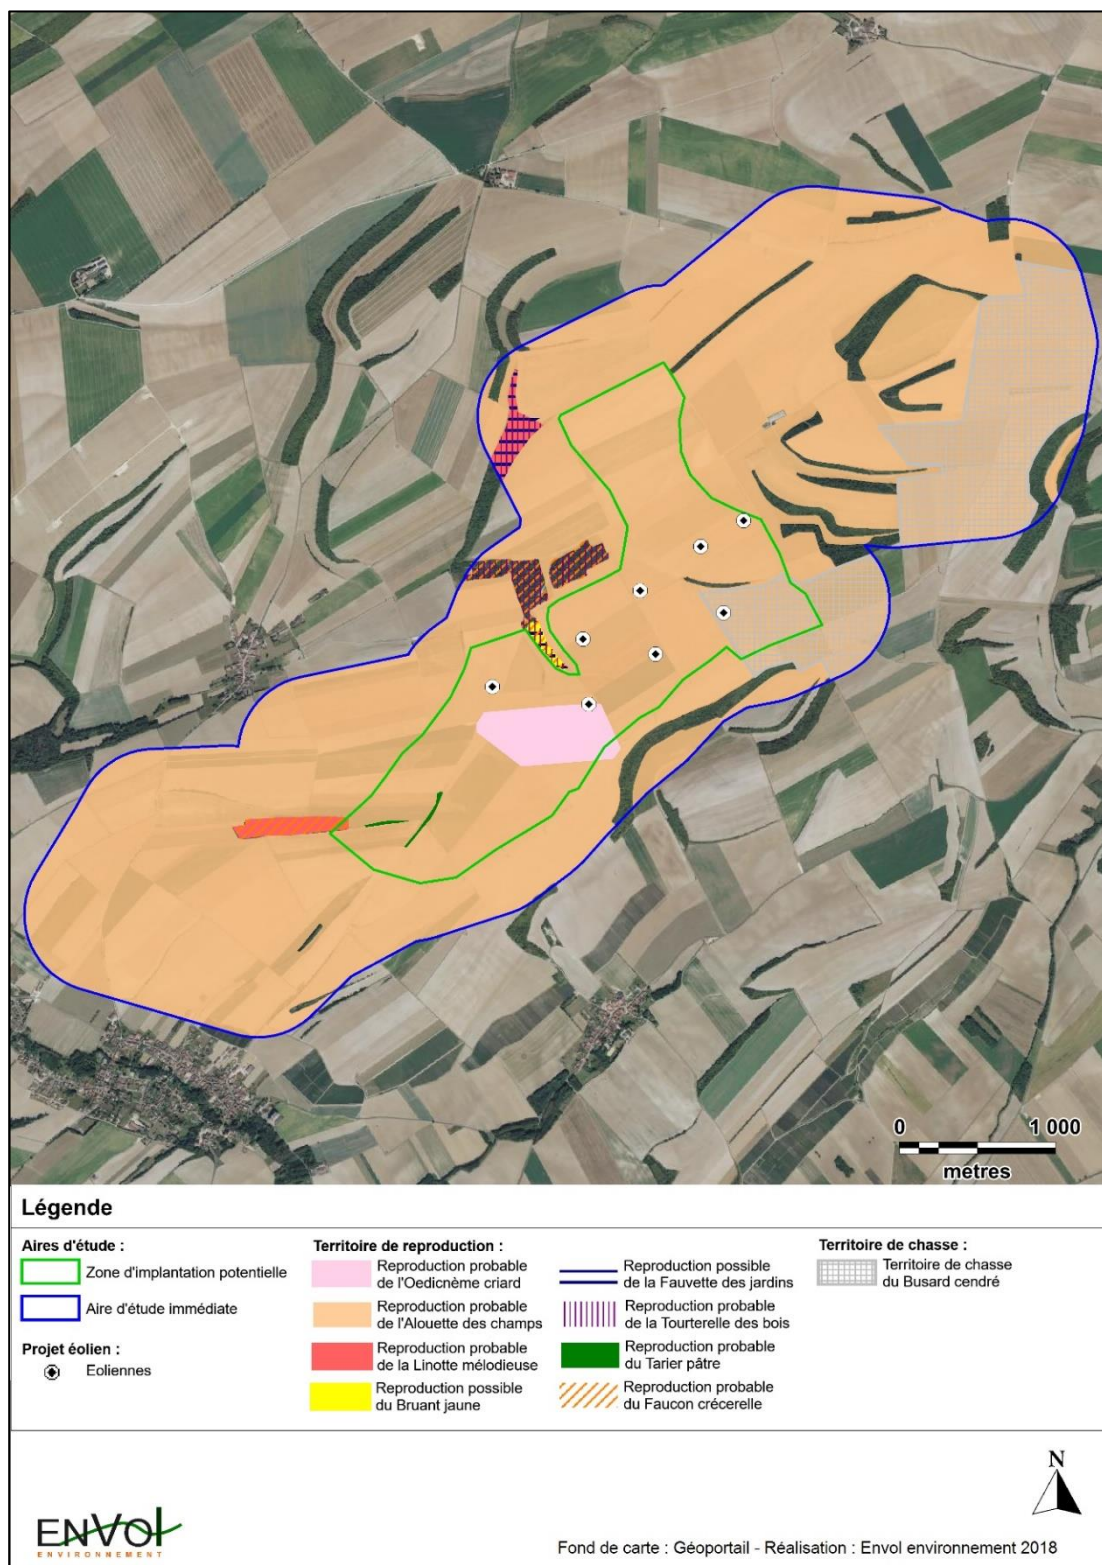 0 1 000
metres
Légende
Aires d'étude :
Zone d'implantation potentielle
Aire d'étude immédiate
Projet éolien :
Eoliennes
Territoire de reproduction :
Reproduction probable
de l'Oedicnème criard
Reproduction probable
de l'Alouette des champs
Reproduction probable
de la Linotte mélodieuse
Reproduction possible
du Bruant jaune
Reproduction possible
de la Fauvette des jardins
Reproduction probable
de la Tourterelle des bois
Reproduction probable
du Tarier pâtre
Reproduction probable
du Faucon crécerelle
Territoire de chasse :
Territoire de chasse
du Busard cendré
N
ENVOl
ENVIRONNEMENT
Fond de carte : Géoportail - Réalisation : Envol environnement 2018